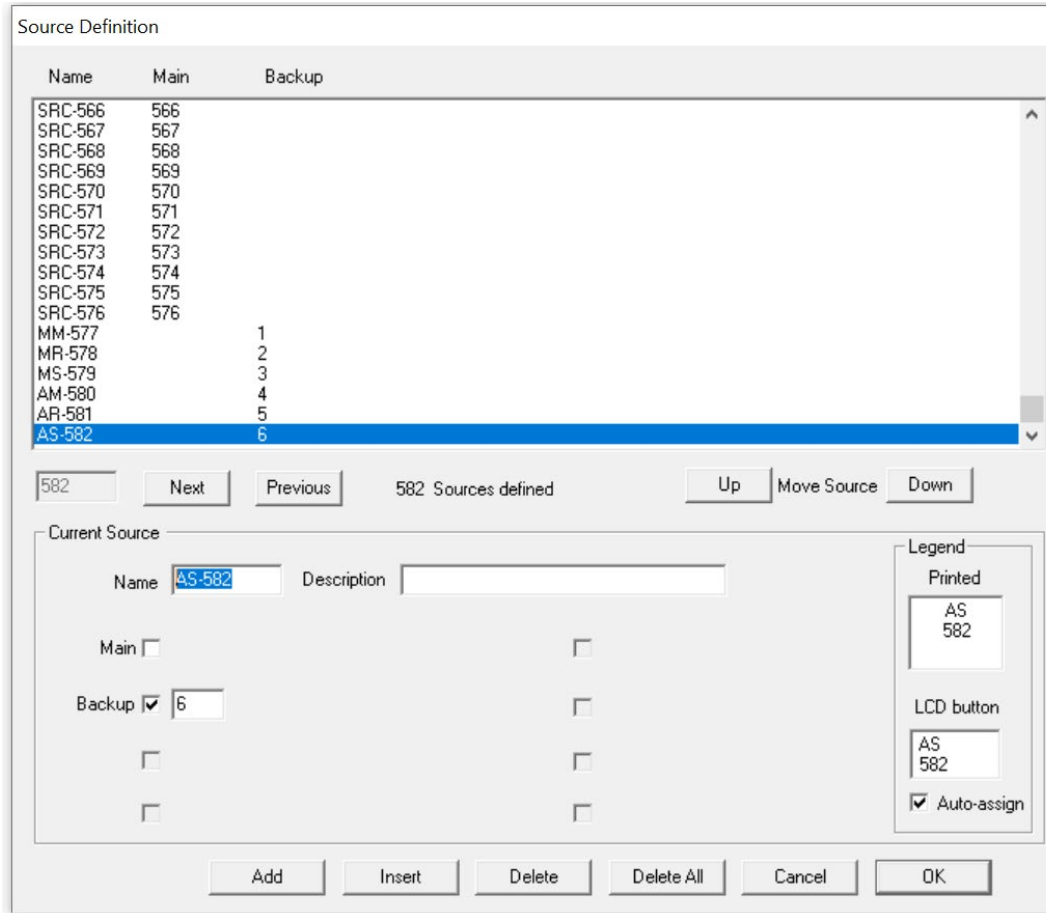 Source Definition
Name Main Backup
SRC-566 566
SRC-567 567
SRC-568 568
SRC-569 569
SRC-570 570
SRC-571 571
SRC-572 572
SRC-573 573
SRC-574 574
SRC-575 575
SRC-576 576
MM-577 1
MR-578 2
MS-579 3
AM-580 4
AR-581 5
AS-582 6
582 Next Previous 582 Sources defined Up Move Source Down
Current Source
Legend
Name AS-582 Description Printed
AS
582
Main
Backup 6 LCD button
AS
582
Auto-assign
Add Insert Delete Delete All Cancel OK